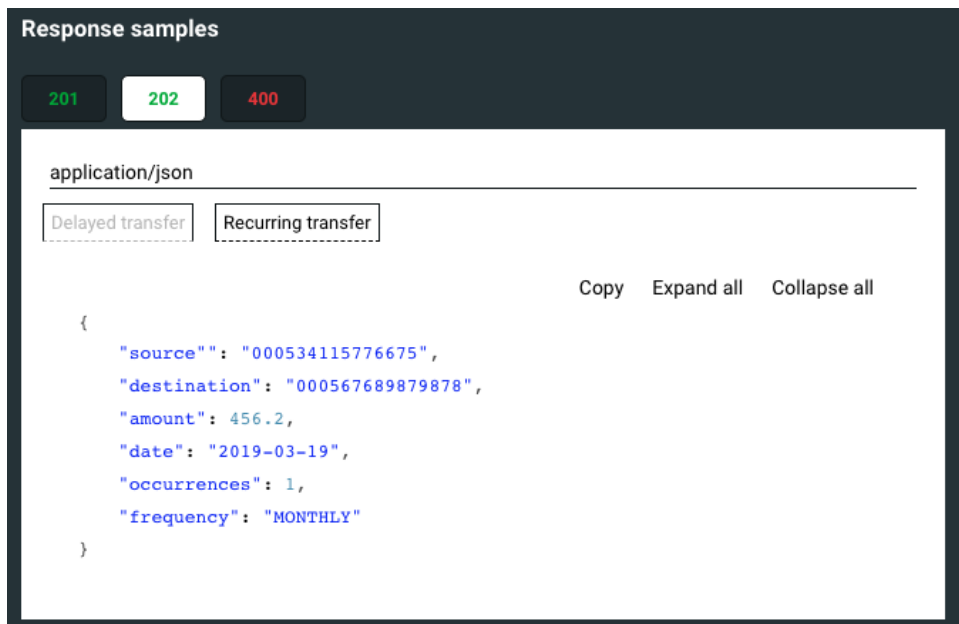 Response samples
201 202 400
application/json
Delayed transfer Recurring transfer
Copy Expand all Collapse all
{
"source"": "000534115776675",
"destination": "000567689879878",
"amount": 456.2,
"date": "2019-03-19",
"occurrences": 1,
"frequency": "MONTHLY"
}